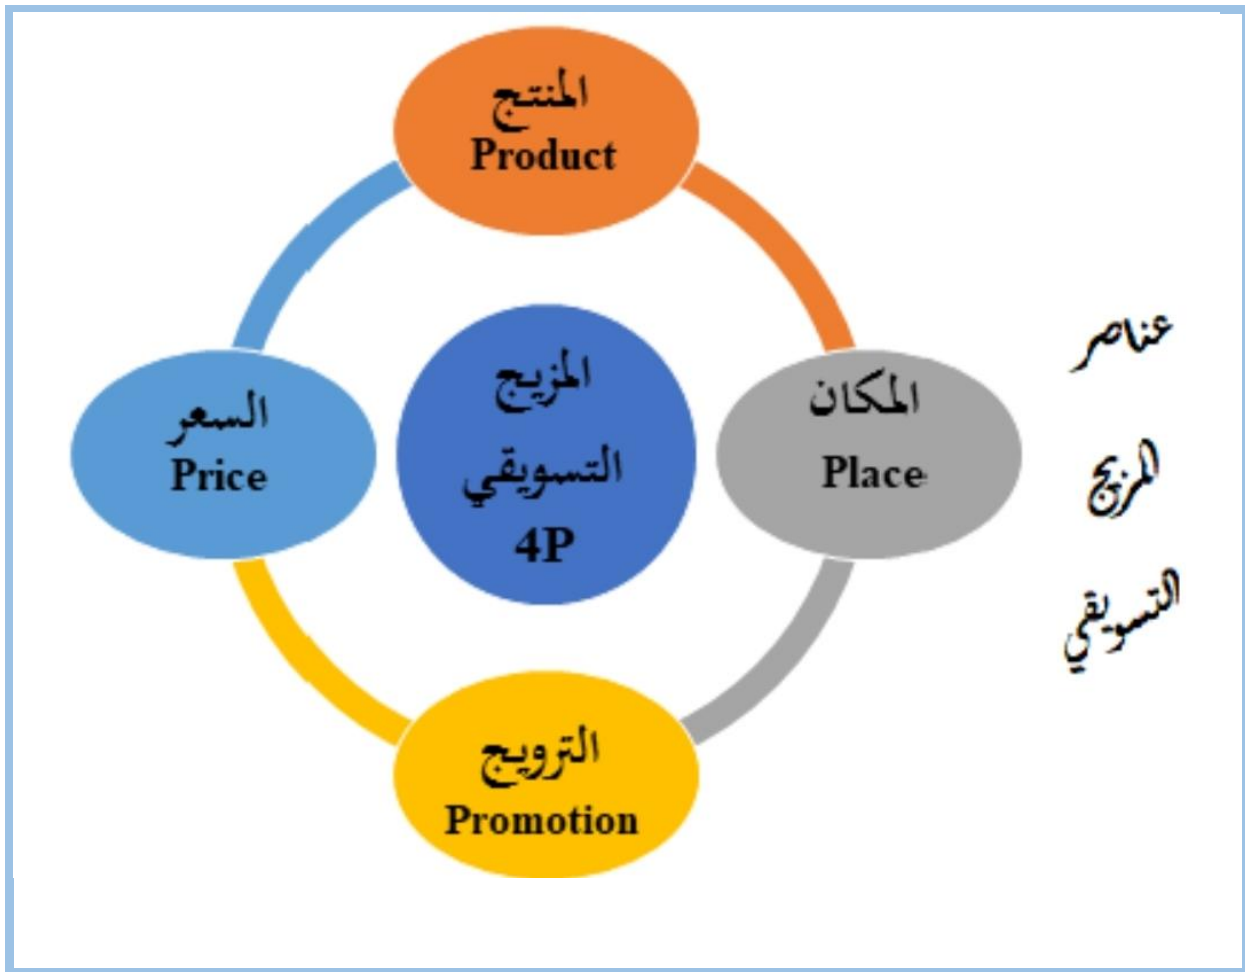 المنتج
Product
السعر
Price
المزيج
التسويقي
4P
المكان
Place
الترويج
Promotion
عناصر
المزيج
التسويقي